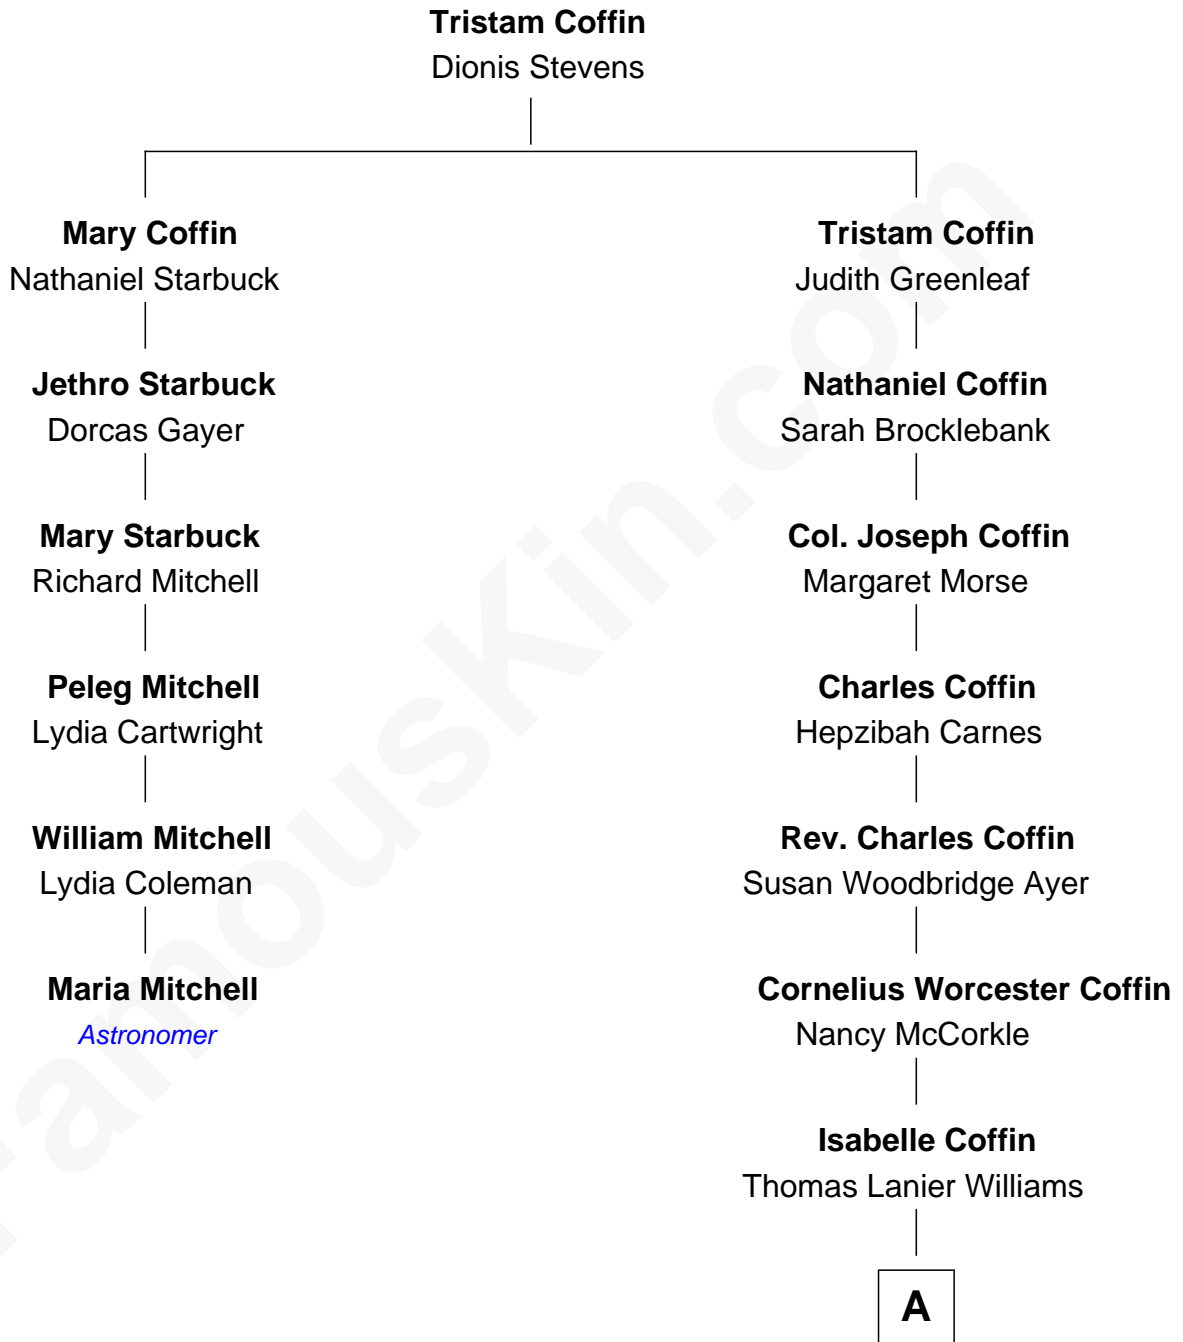 Tristam Coffin
Dionis Stevens
Mary Coffin
Nathaniel Starbuck
Tristam Coffin
Judith Greenleaf
Jethro Starbuck
Dorcas Gayer
Nathaniel Coffin
Sarah Brocklebank
Mary Starbuck
Richard Mitchell
Col. Joseph Coffin
Margaret Morse
Peleg Mitchell
Lydia Cartwright
Charles Coffin
Hepzibah Carnes
William Mitchell
Lydia Coleman
Rev. Charles Coffin
Susan Woodbridge Ayer
Maria Mitchell
Astronomer
Cornelius Worcester Coffin
Nancy McCorkle
Isabelle Coffin
Thomas Lanier Williams
A
FamousKin.com